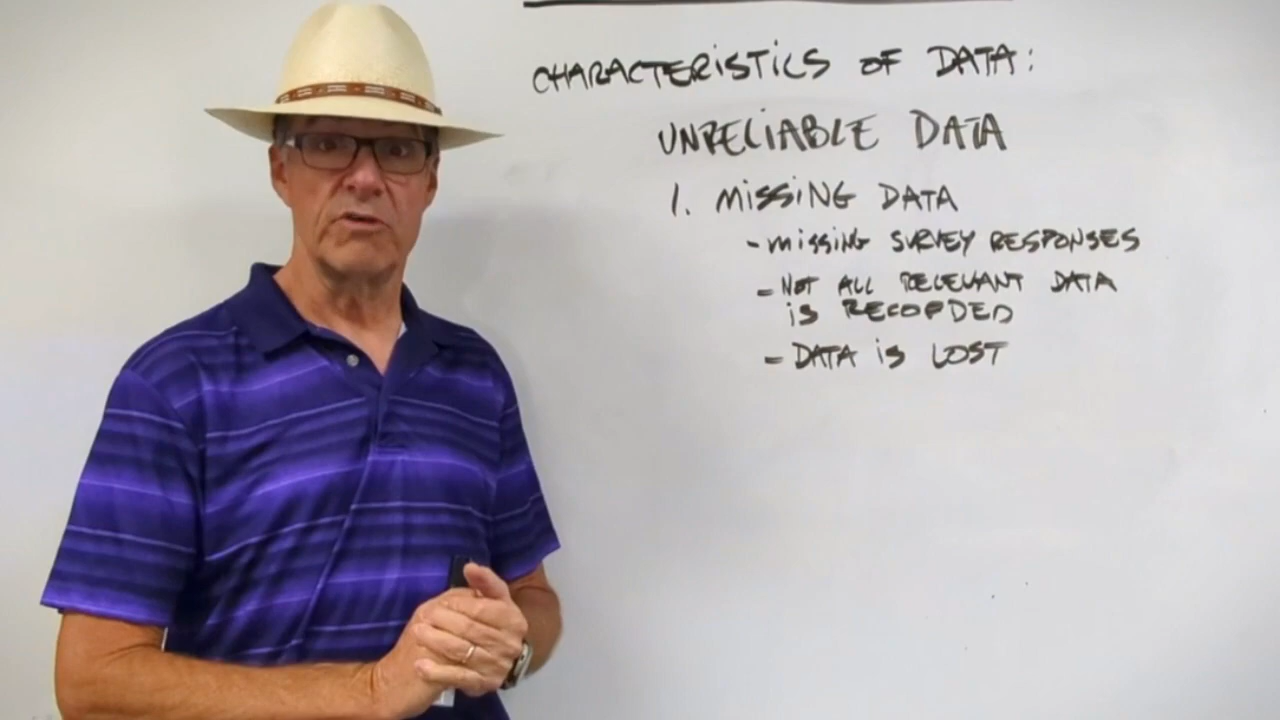 CHARACTERISTICS OF DATA:
UNRELIABLE DATA
1. MISSING DATA
- MISSING SURVEY RESPONSES
- NOT ALL RELEVANT DATA
IS RECORDED
- DATA IS LOST